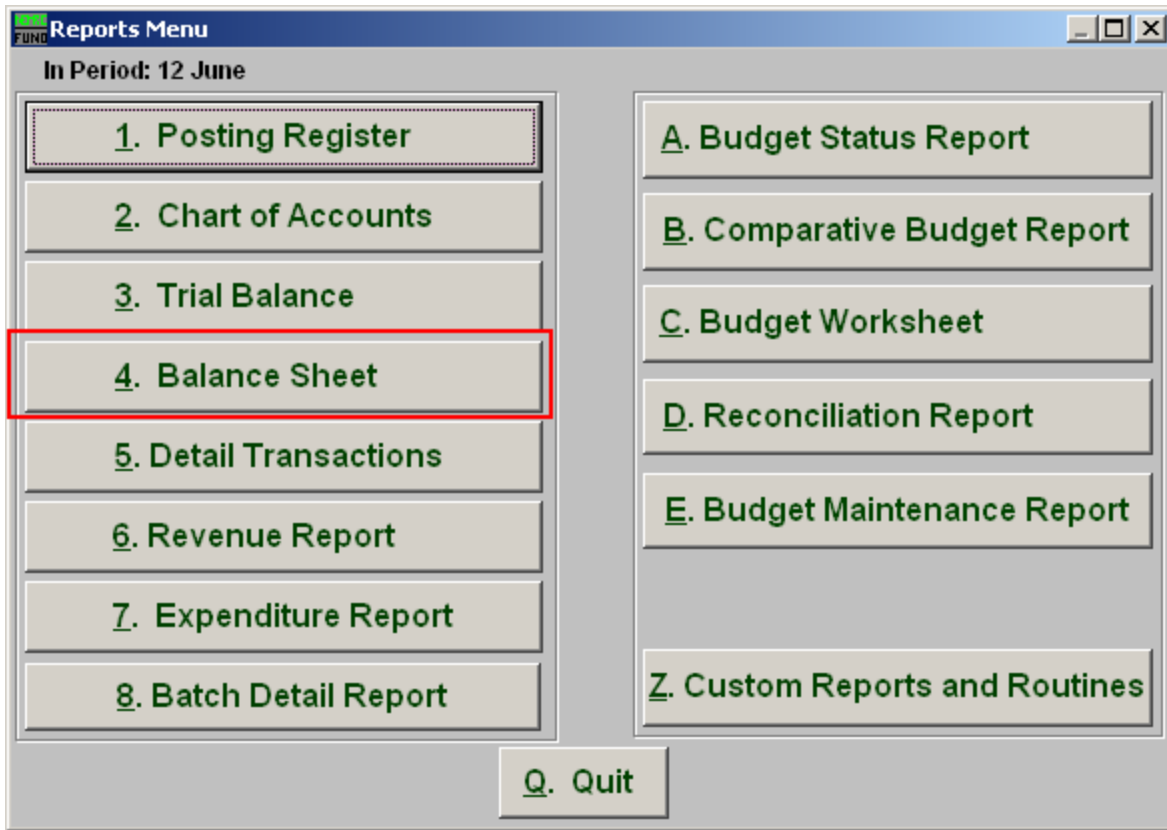 NEMRC
FUND
Reports Menu
In Period: 12 June
1. Posting Register
2. Chart of Accounts
3. Trial Balance
4. Balance Sheet
5. Detail Transactions
6. Revenue Report
7. Expenditure Report
8. Batch Detail Report
A. Budget Status Report
B. Comparative Budget Report
C. Budget Worksheet
D. Reconciliation Report
E. Budget Maintenance Report
Z. Custom Reports and Routines
Q. Quit